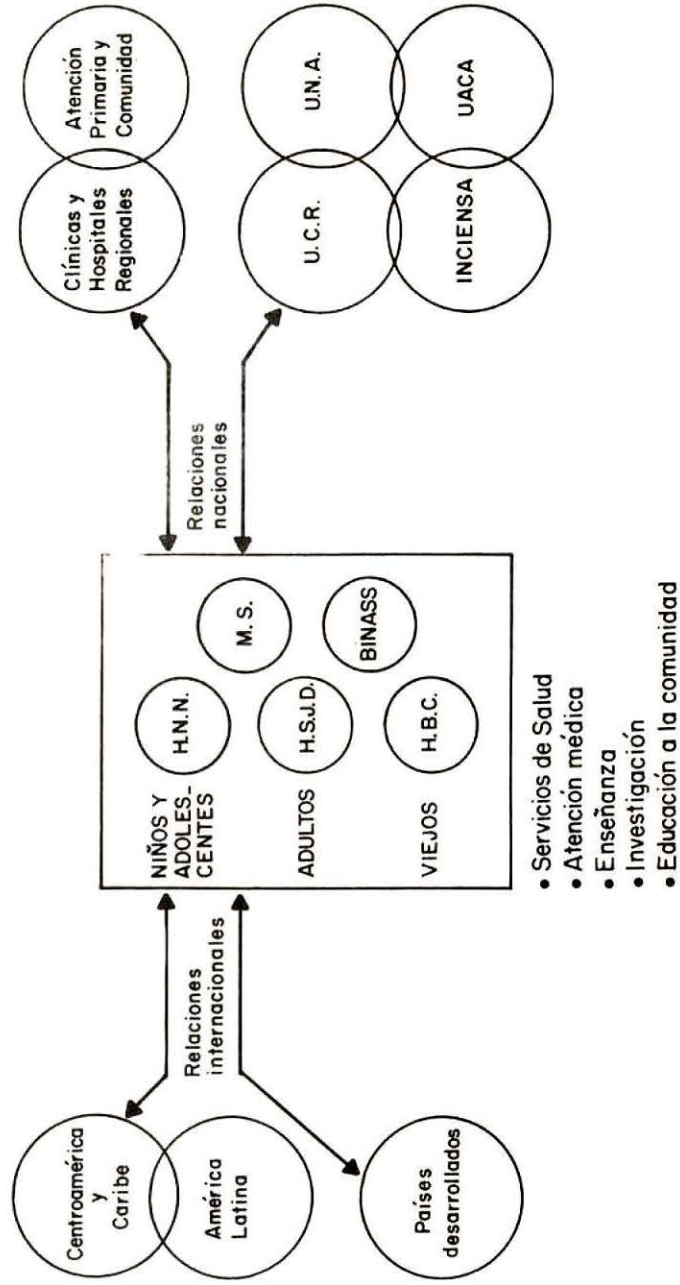 Centroamérica
y
Caribe
América
Latina
Países
desarrollados
Relaciones
internacionales
NIÑOS Y
ADOLES_
CENTES
ADULTOS
VIEJOS
H.N.N.
H.S.J.D.
H.B.C.
M. S.
BINASS
• Servicios de Salud
• Atención médica
• Enseñanza
• Investigación
• Educación a la comunidad
Relaciones
nacionales
Clínicas y
Hospitales
Regionales
Atención
Primaria y
Comunidad
U.C.R.
U.N.A.
INCIENSA
UACA